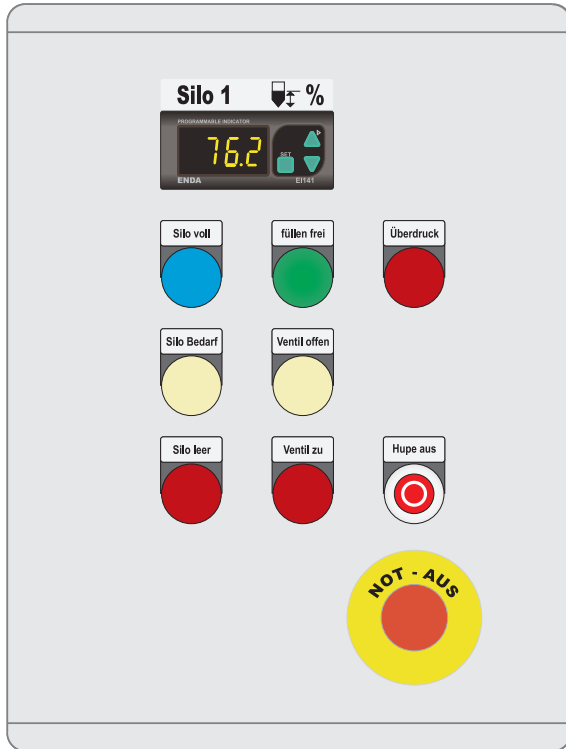 Silo 1 %
PROGRAMMABLE INDICATOR
76.2
SET
ENDA EI141
Silo voll füllen frei Überdruck
Silo Bedarf Ventil offen
Silo leer Ventil zu Hupe aus
NOT - AUS